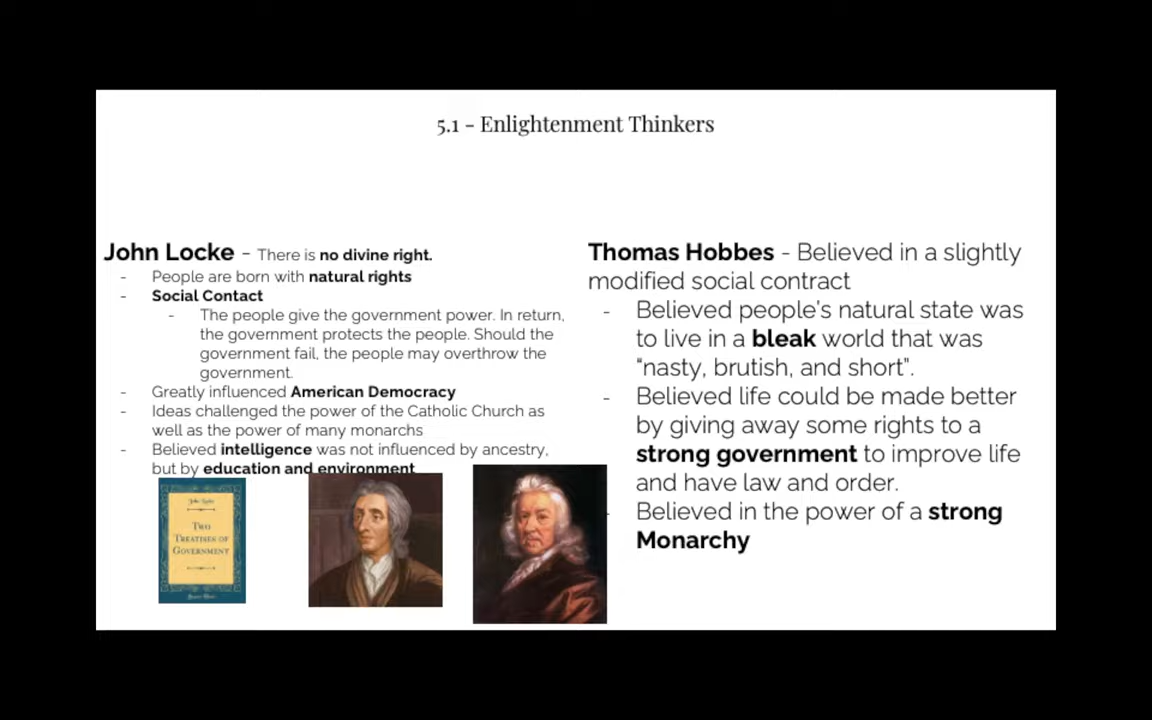 5.1 - Enlightenment Thinkers
John Locke - There is no divine right.
- People are born with natural rights
- Social Contact
- The people give the government power. In return,
the government protects the people. Should the
government fail, the people may overthrow the
government.
- Greatly influenced American Democracy
- Ideas challenged the power of the Catholic Church as
well as the power of many monarchs
- Believed intelligence was not influenced by ancestry,
but by education and environment
Two
Treatises of
Government
Thomas Hobbes - Believed in a slightly
modified social contract
- Believed people's natural state was
to live in a bleak world that was
“nasty, brutish, and short”.
- Believed life could be made better
by giving away some rights to a
strong government to improve life
and have law and order.
- Believed in the power of a strong
Monarchy